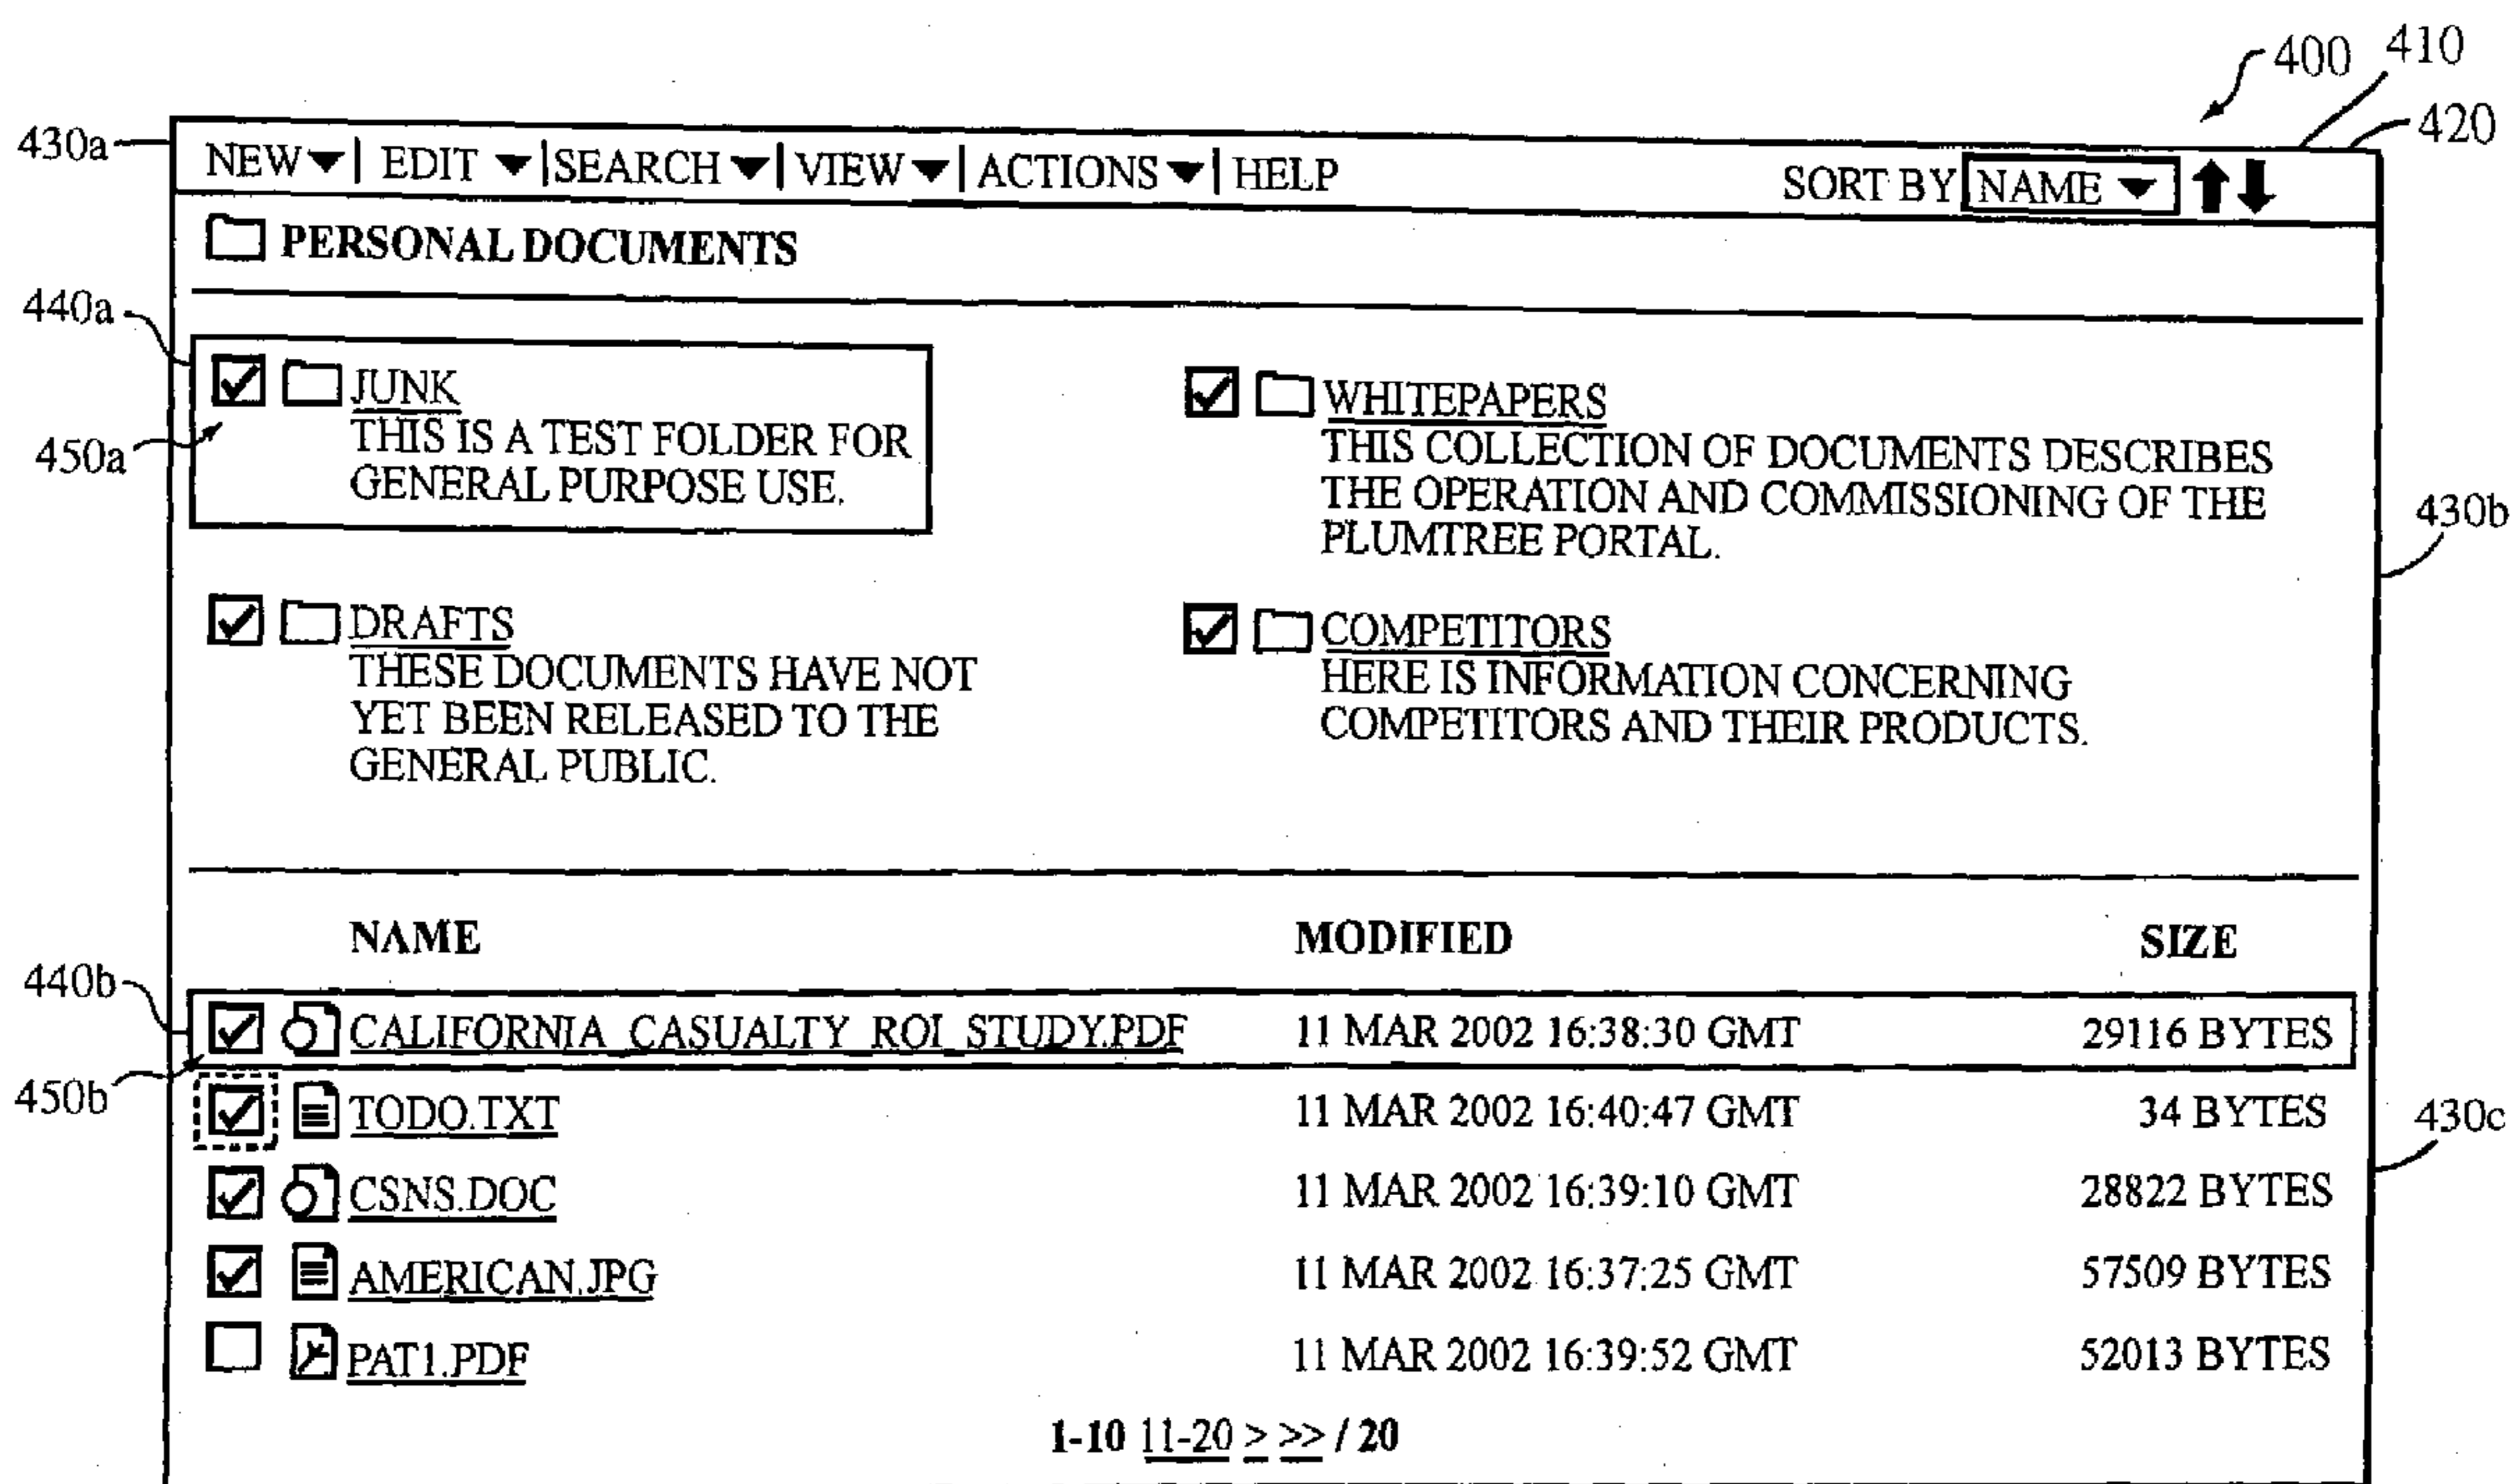 400 410
420
430a
NEW | EDIT | SEARCH | VIEW | ACTIONS | HELP SORT BY NAME
PERSONAL DOCUMENTS
440a
JUNK
THIS IS A TEST FOLDER FOR
GENERAL PURPOSE USE.
450a
WHITEPAPERS
THIS COLLECTION OF DOCUMENTS DESCRIBES
THE OPERATION AND COMMISSIONING OF THE
PLUMTREE PORTAL.
430b
DRAFTS
THESE DOCUMENTS HAVE NOT
YET BEEN RELEASED TO THE
GENERAL PUBLIC.
COMPETITORS
HERE IS INFORMATION CONCERNING
COMPETITORS AND THEIR PRODUCTS.
NAME MODIFIED SIZE
440b
CALIFORNIA_CASUALTY_ROI_STUDY.PDF 11 MAR 2002 16:38:30 GMT 29116 BYTES
450b
TODO.TXT 11 MAR 2002 16:40:47 GMT 34 BYTES
430c
CSNS.DOC 11 MAR 2002 16:39:10 GMT 28822 BYTES
AMERICAN.JPG 11 MAR 2002 16:37:25 GMT 57509 BYTES
PAT1.PDF 11 MAR 2002 16:39:52 GMT 52013 BYTES
1-10 11-20 > >> / 20